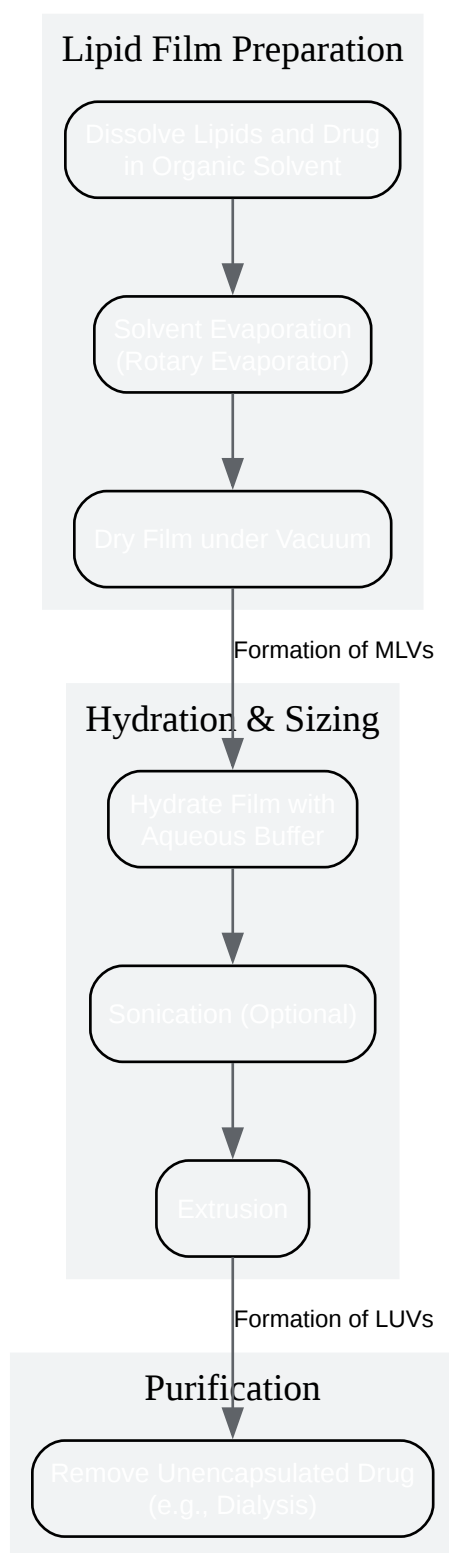 Lipid Film Preparation
Dissolve Lipids and Drug
in Organic Solvent
Solvent Evaporation
(Rotary Evaporator)
Dry Film under Vacuum
Formation of MLVs
Hydration & Sizing
Hydrate Film with
Aqueous Buffer
Sonication (Optional)
Extrusion
Formation of LUVs
Purification
Remove Unencapsulated Drug
(e.g., Dialysis)